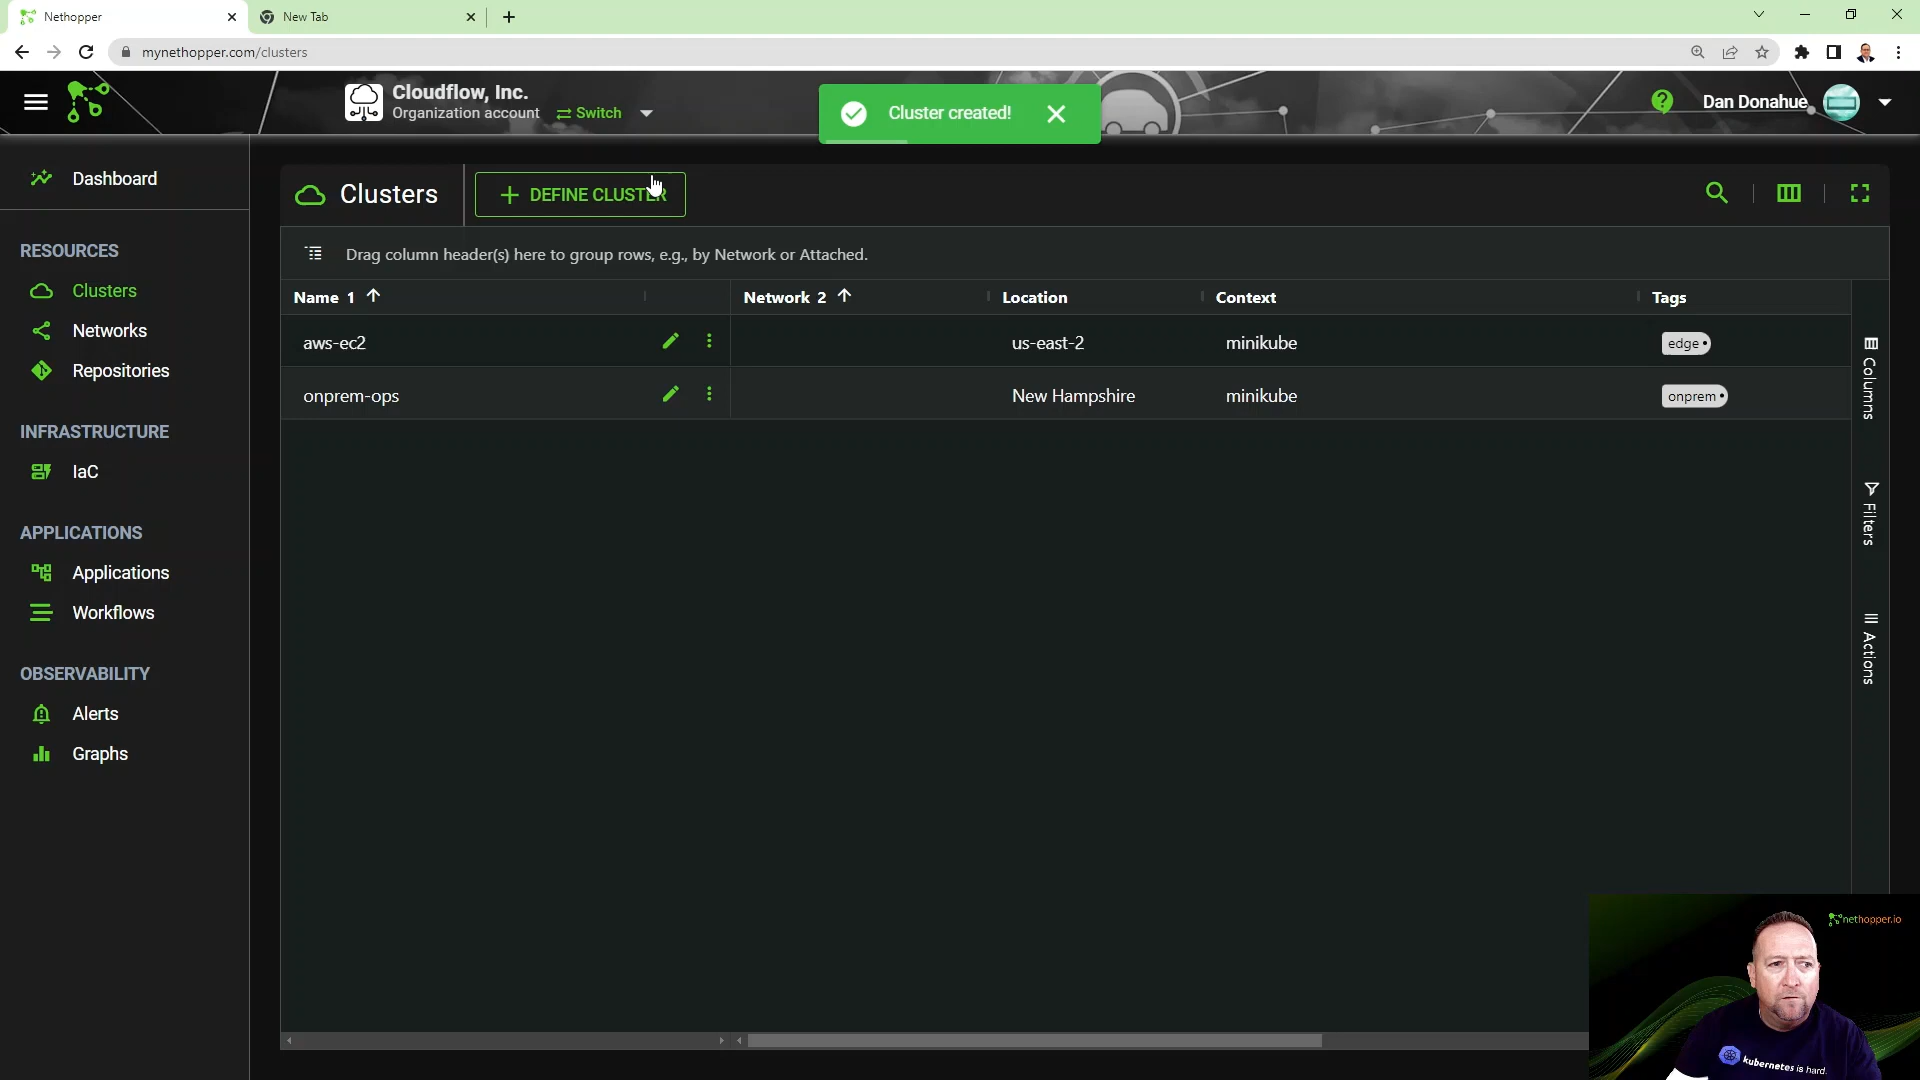 Nethopper
New Tab
mynethopper.com/clusters
Cloudflow, Inc.
Organization account
Switch
Cluster created!
Dan Donahue
Dashboard
RESOURCES
Clusters
Networks
Repositories
INFRASTRUCTURE
IaC
APPLICATIONS
Applications
Workflows
OBSERVABILITY
Alerts
Graphs
Clusters
DEFINE CLUSTER
Drag column header(s) here to group rows, e.g., by Network or Attached.
Name 1 Network 2 Location Context Tags
aws-ec2 us-east-2 minikube edge
onprem-ops New Hampshire minikube onprem
Columns
Filters
Actions
nethopper.io
kubernetes is hard.